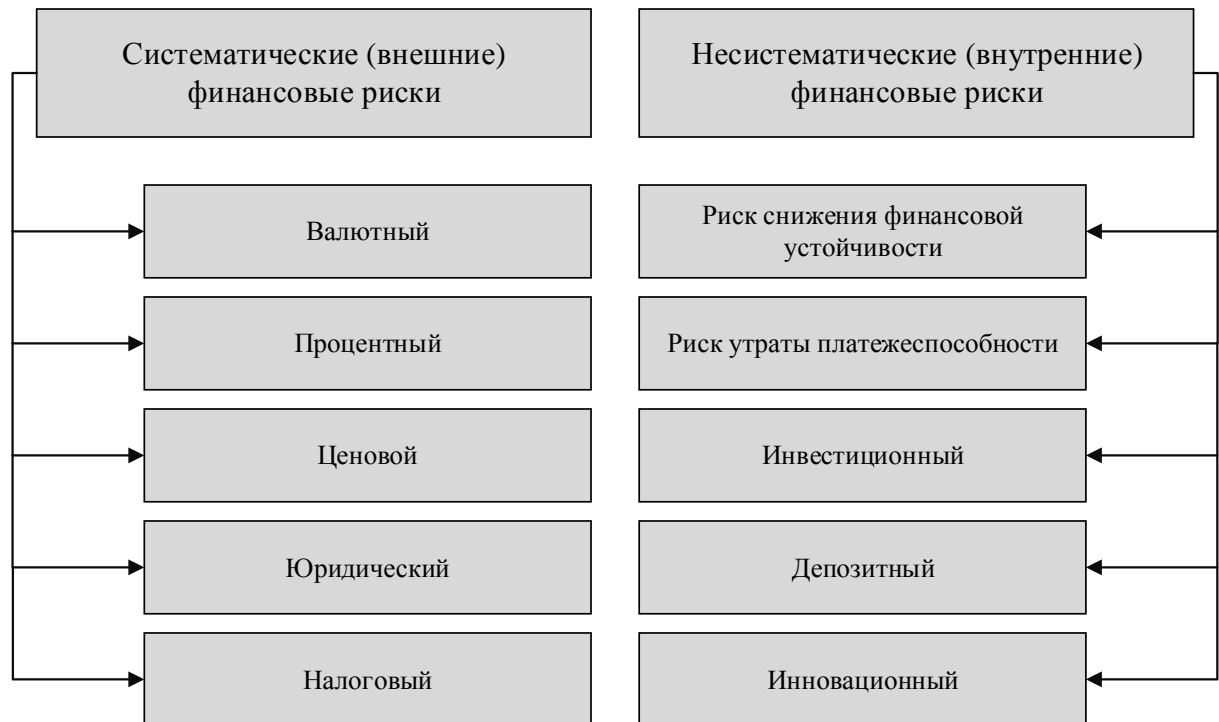 Систематические (внешние)
финансовые риски
Валютный
Процентный
Ценовой
Юридический
Налоговый
Несистематические (внутренние)
финансовые риски
Риск снижения финансовой
устойчивости
Риск утраты платежеспособности
Инвестиционный
Депозитный
Инновационный